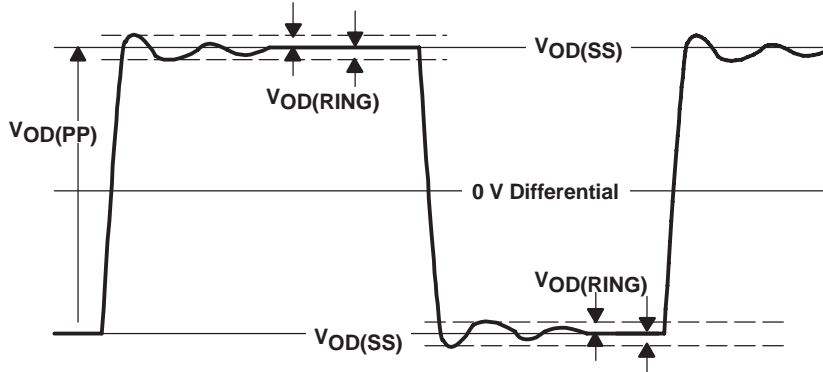 VOD(SS)
VOD(RING)
VOD(PP)
0 V Differential
VOD(RING)
VOD(SS)